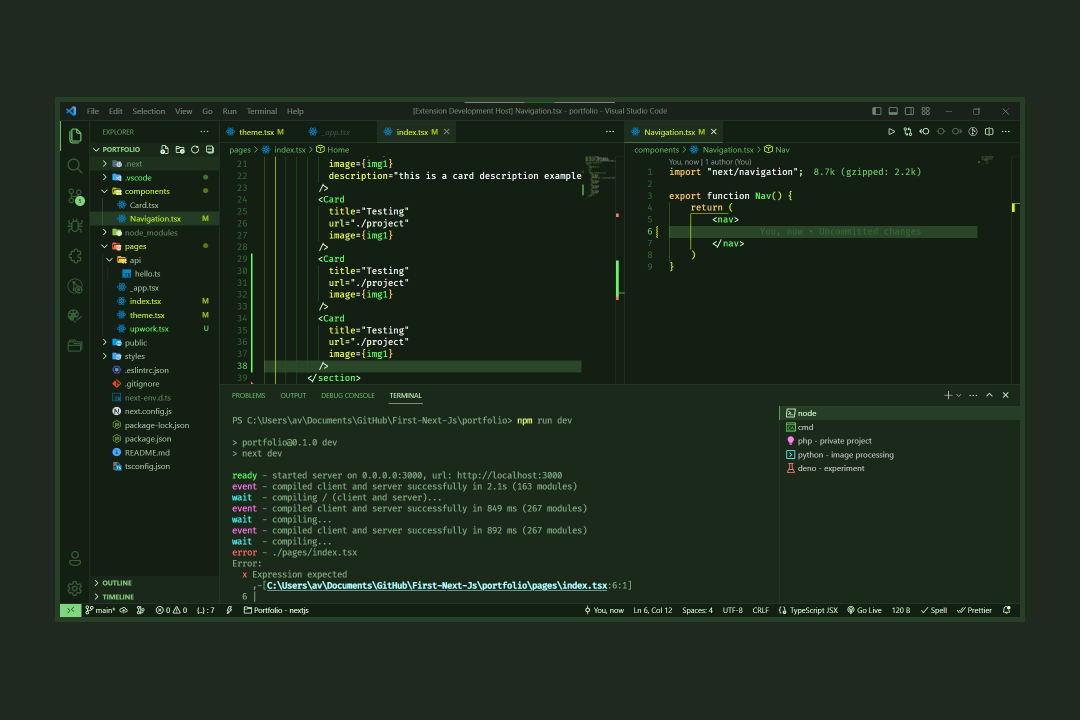 File Edit Selection View Go Run Terminal Help
[Extension Development Host] Navigation.tsx - portfolio - Visual Studio Code
EXPLORER
PORTFOLIO
.next
.vscode
components
Card.tsx
Navigation.tsx M
node_modules
pages
api
hello.ts
_app.tsx
index.tsx M
theme.tsx M
upwork.tsx U
public
styles
.eslintrc.json
.gitignore
next-env.d.ts
next.config.js
package-lock.json
package.json
README.md
tsconfig.json
OUTLINE
TIMELINE
5
theme.tsx M _app.tsx index.tsx M
pages > index.tsx > Home
21 image={img1}
22 description="this is a card description example
23 />
24 <Card
25 title="Testing"
26 url="./project"
27 image={img1}
28 />
29 <Card
30 title="Testing"
31 url="./project"
32 image={img1}
33 />
34 <Card
35 title="Testing"
36 url="./project"
37 image={img1}
38 />
39 </section>
Navigation.tsx M
components > Navigation.tsx > Nav
You, now | 1 author (You)
1 import "next/navigation"; 8.7k (gzipped: 2.2k)
2
3 export function Nav() {
4 return (
5 <nav>
6 You, now • Uncommitted changes
7 </nav>
8 )
9 }
PROBLEMS OUTPUT DEBUG CONSOLE TERMINAL
PS C:\Users\av\Documents\GitHub\First-Next-Js\portfolio> npm run dev
> portfolio@0.1.0 dev
> next dev
ready - started server on 0.0.0.0:3000, url: http://localhost:3000
event - compiled client and server successfully in 2.1s (163 modules)
wait - compiling / (client and server)...
event - compiled client and server successfully in 849 ms (267 modules)
wait - compiling...
event - compiled client and server successfully in 892 ms (267 modules)
wait - compiling...
error - ./pages/index.tsx
Error:
x Expression expected
,-[C:\Users\av\Documents\GitHub\First-Next-Js\portfolio\pages\index.tsx:6:1]
6 |
node
cmd
php - private project
python - image processing
deno - experiment
main* 0 0 {..} : 7 Portfolio - nextjs You, now Ln 6, Col 12 Spaces: 4 UTF-8 CRLF TypeScript JSX Go Live 120 B Spell Prettier